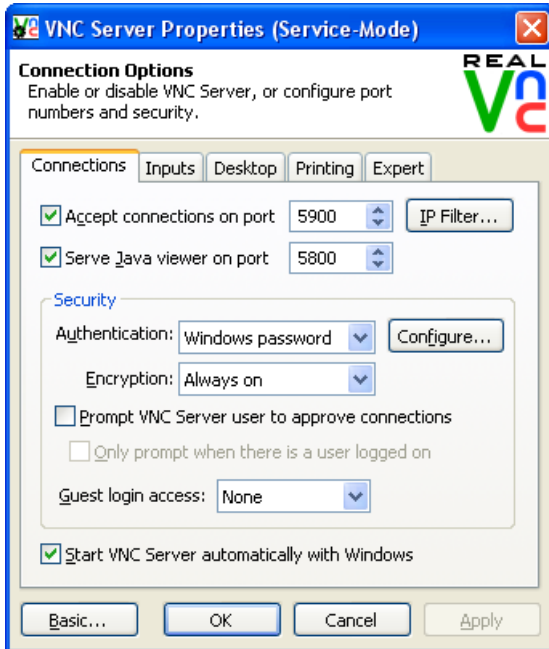 VNC Server Properties (Service-Mode)
Connection Options
Enable or disable VNC Server, or configure port
numbers and security.
REAL
VNC
Connections Inputs Desktop Printing Expert
Accept connections on port 5900 IP Filter...
Serve Java viewer on port 5800
Security
Authentication: Windows password Configure...
Encryption: Always on
Prompt VNC Server user to approve connections
Only prompt when there is a user logged on
Guest login access: None
Start VNC Server automatically with Windows
Basic... OK Cancel Apply